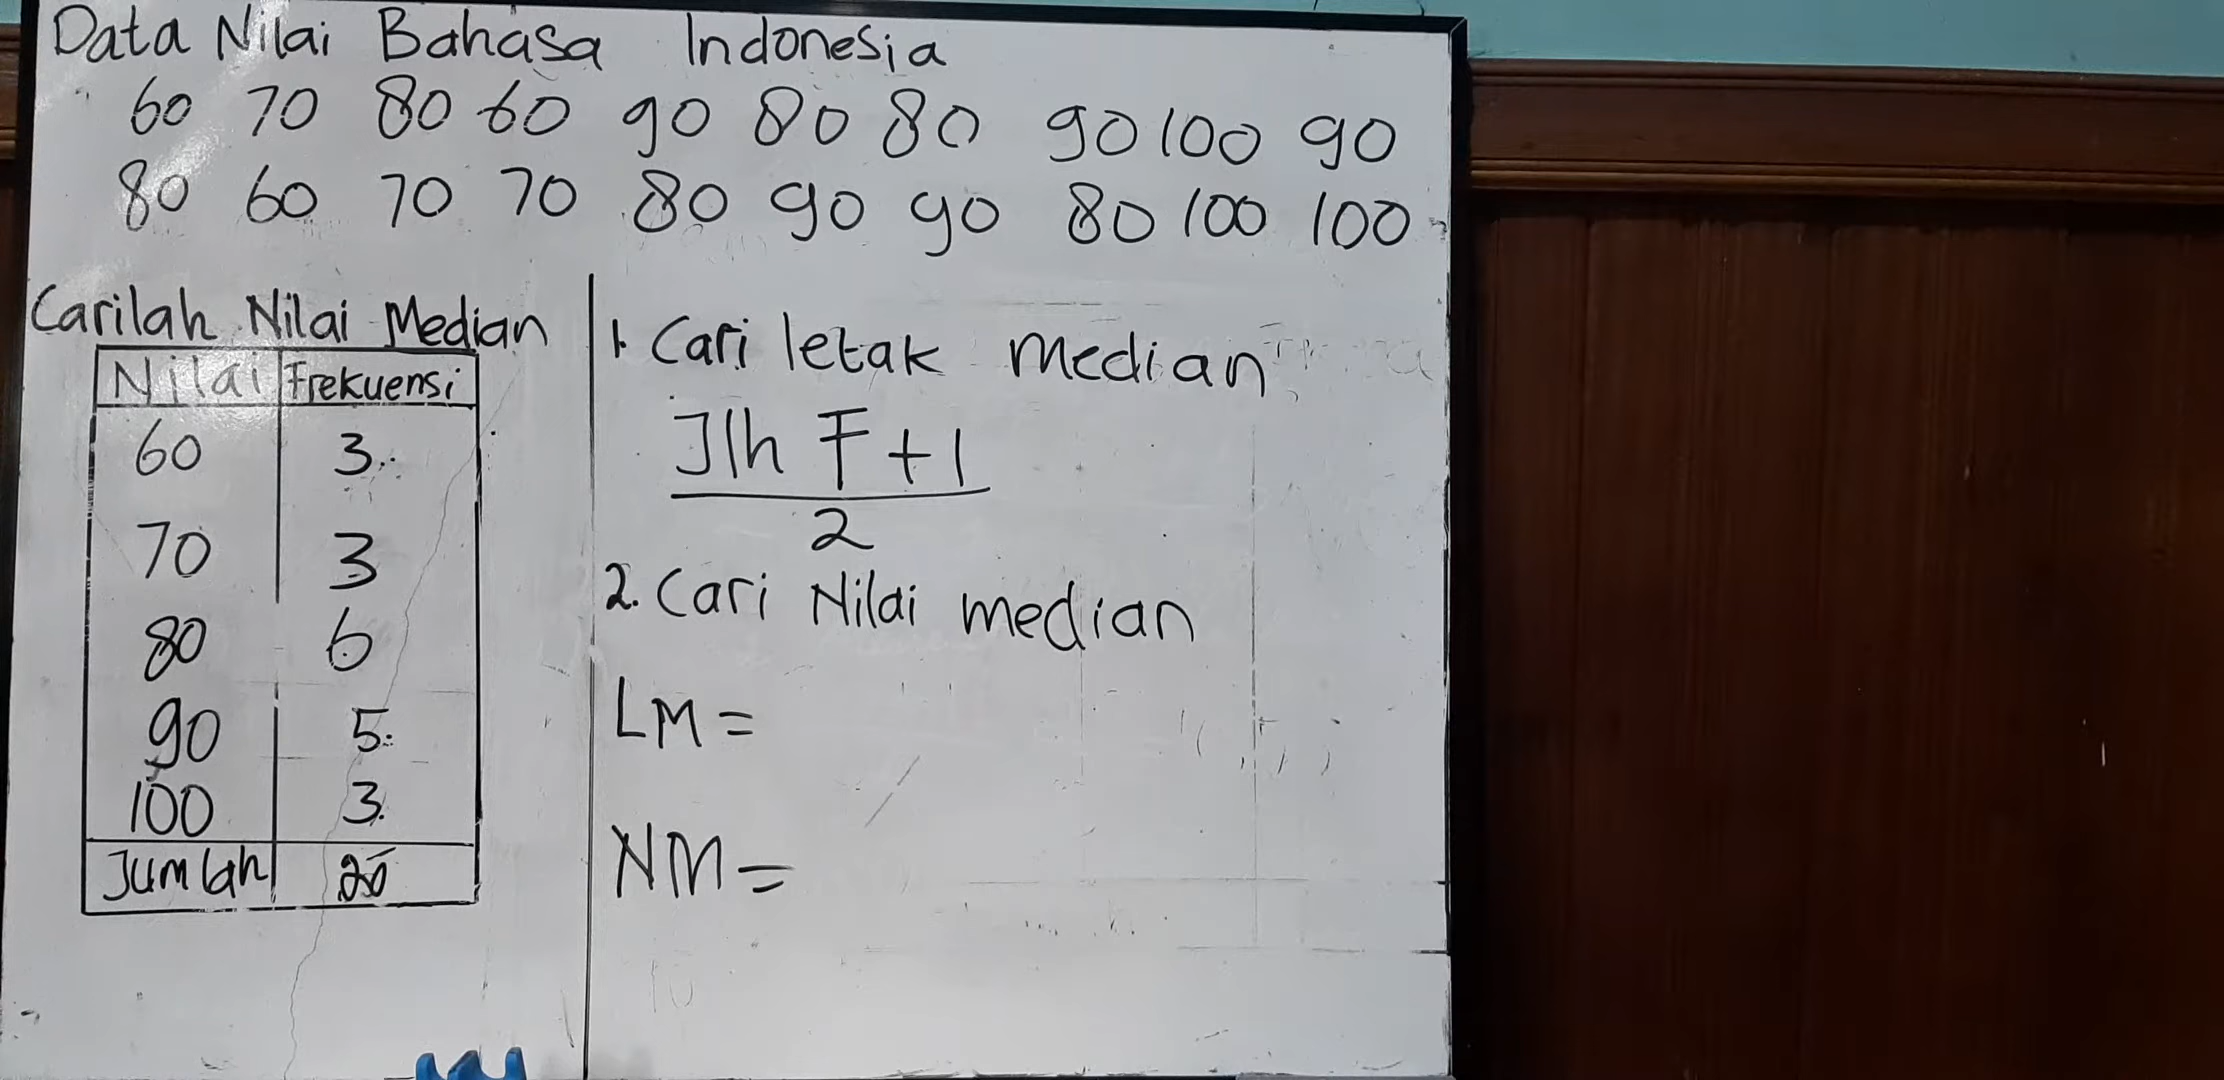 Data Nilai Bahasa Indonesia
60 70 80 60 90 80 80 90 100 90
80 60 70 70 80 90 90 80 100 100
Carilah Nilai Median
Nilai Frekuensi
60 3
70 3
80 6
90 5
100 3
Jumlah 20
1. Cari letak median
Jlh F + 1
2
2. Cari Nilai median
LM =
NM =